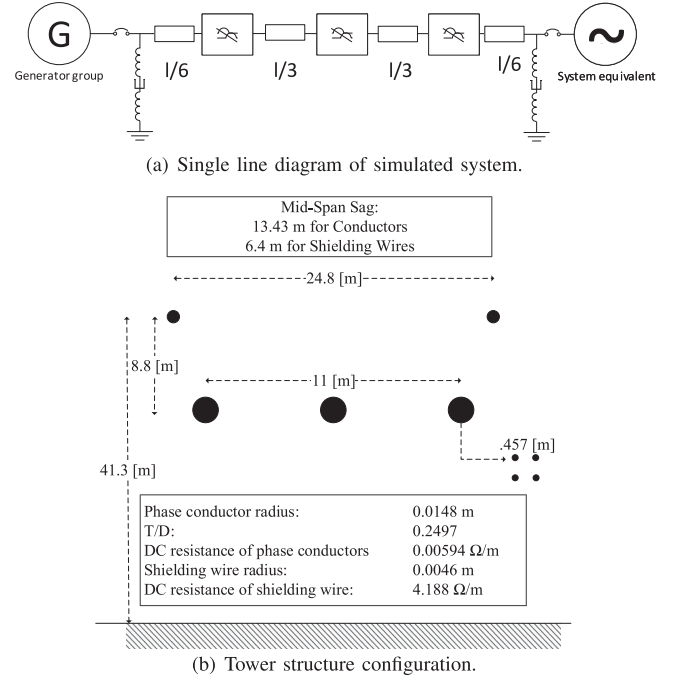 G
Generator group
l/6
l/3
l/3
l/6
System equivalent
(a) Single line diagram of simulated system.
Mid-Span Sag:
13.43 m for Conductors
6.4 m for Shielding Wires
24.8 [m]
8.8 [m]
11 [m]
.457 [m]
41.3 [m]
Phase conductor radius: 0.0148 m
T/D: 0.2497
DC resistance of phase conductors 0.00594 Ω/m
Shielding wire radius: 0.0046 m
DC resistance of shielding wire: 4.188 Ω/m
(b) Tower structure configuration.